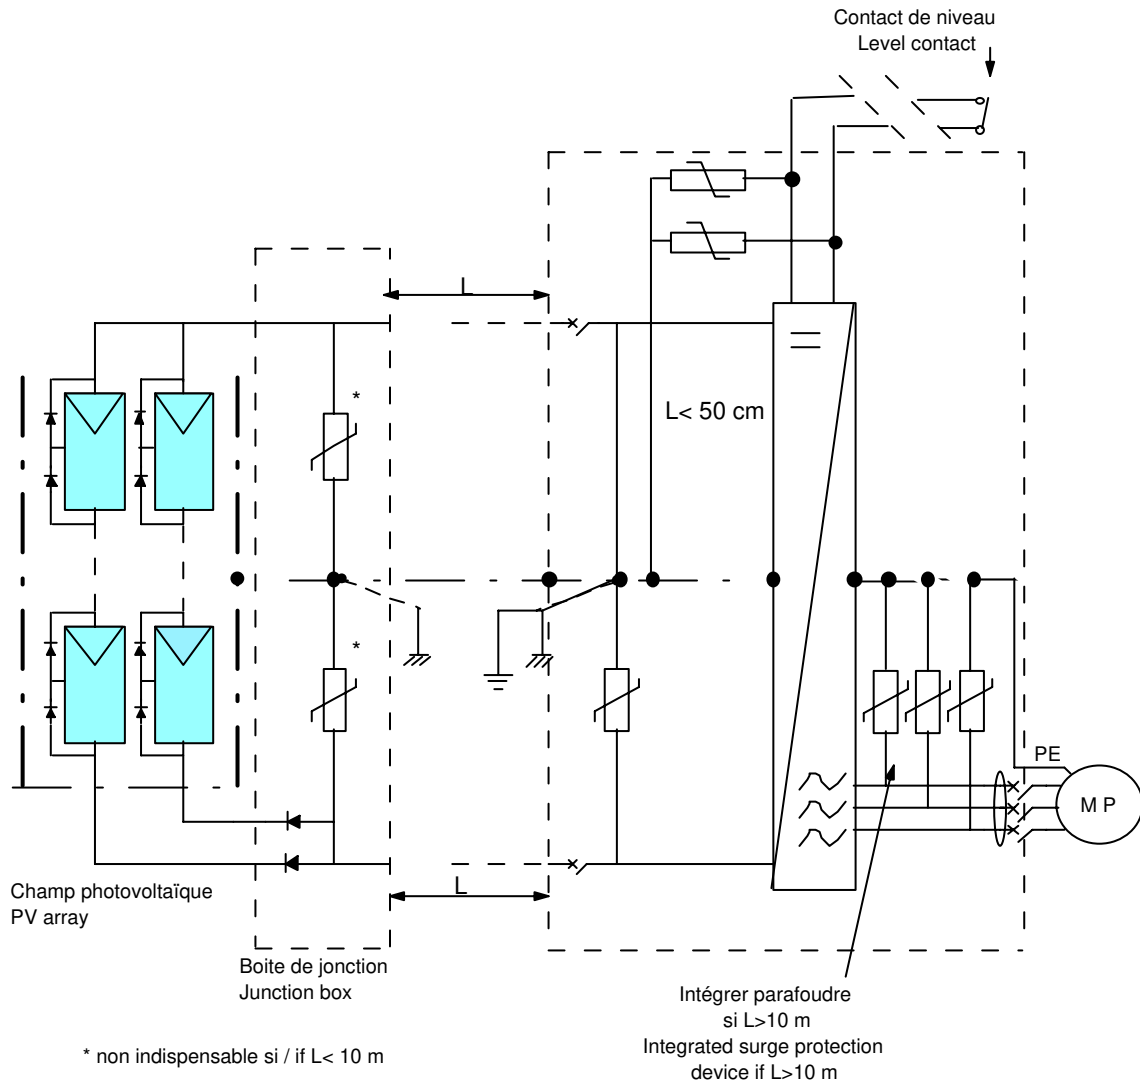 Contact de niveau
Level contact
L
*
L< 50 cm
*
PE
M P
L
Champ photovoltaïque
PV array
Boite de jonction
Junction box
Intégrer parafoudre
si L>10 m
Integrated surge protection
device if L>10 m
* non indispensable si / if L< 10 m